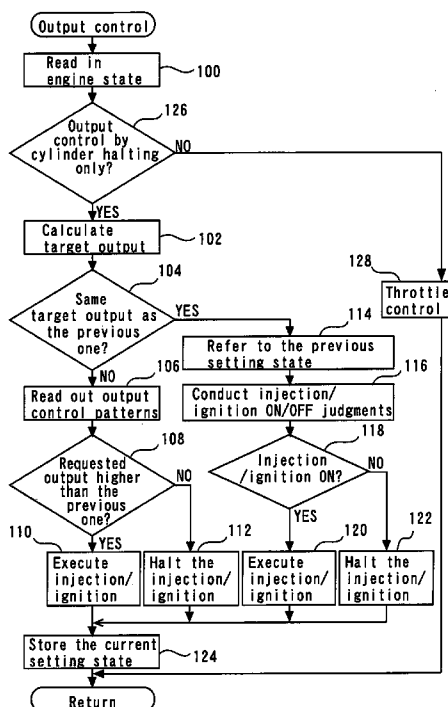 Output control
Read in
engine state
100
126
Output
control by
cylinder halting
only?
NO
YES
Calculate
target output
102
104
Same
target output as
the previous
one?
YES
NO
128
Throttle
control
114
Refer to the previous
setting state
106
Read out output
control patterns
116
Conduct injection/
ignition ON/OFF judgments
108
Requested
output higher than the
previous
one?
NO
YES
118
Injection
/ignition ON?
NO
YES
110
Execute
injection/
ignition
112
Halt the
injection/
ignition
120
Execute
injection/
ignition
122
Halt the
injection/
ignition
Store the current
setting state
124
Return